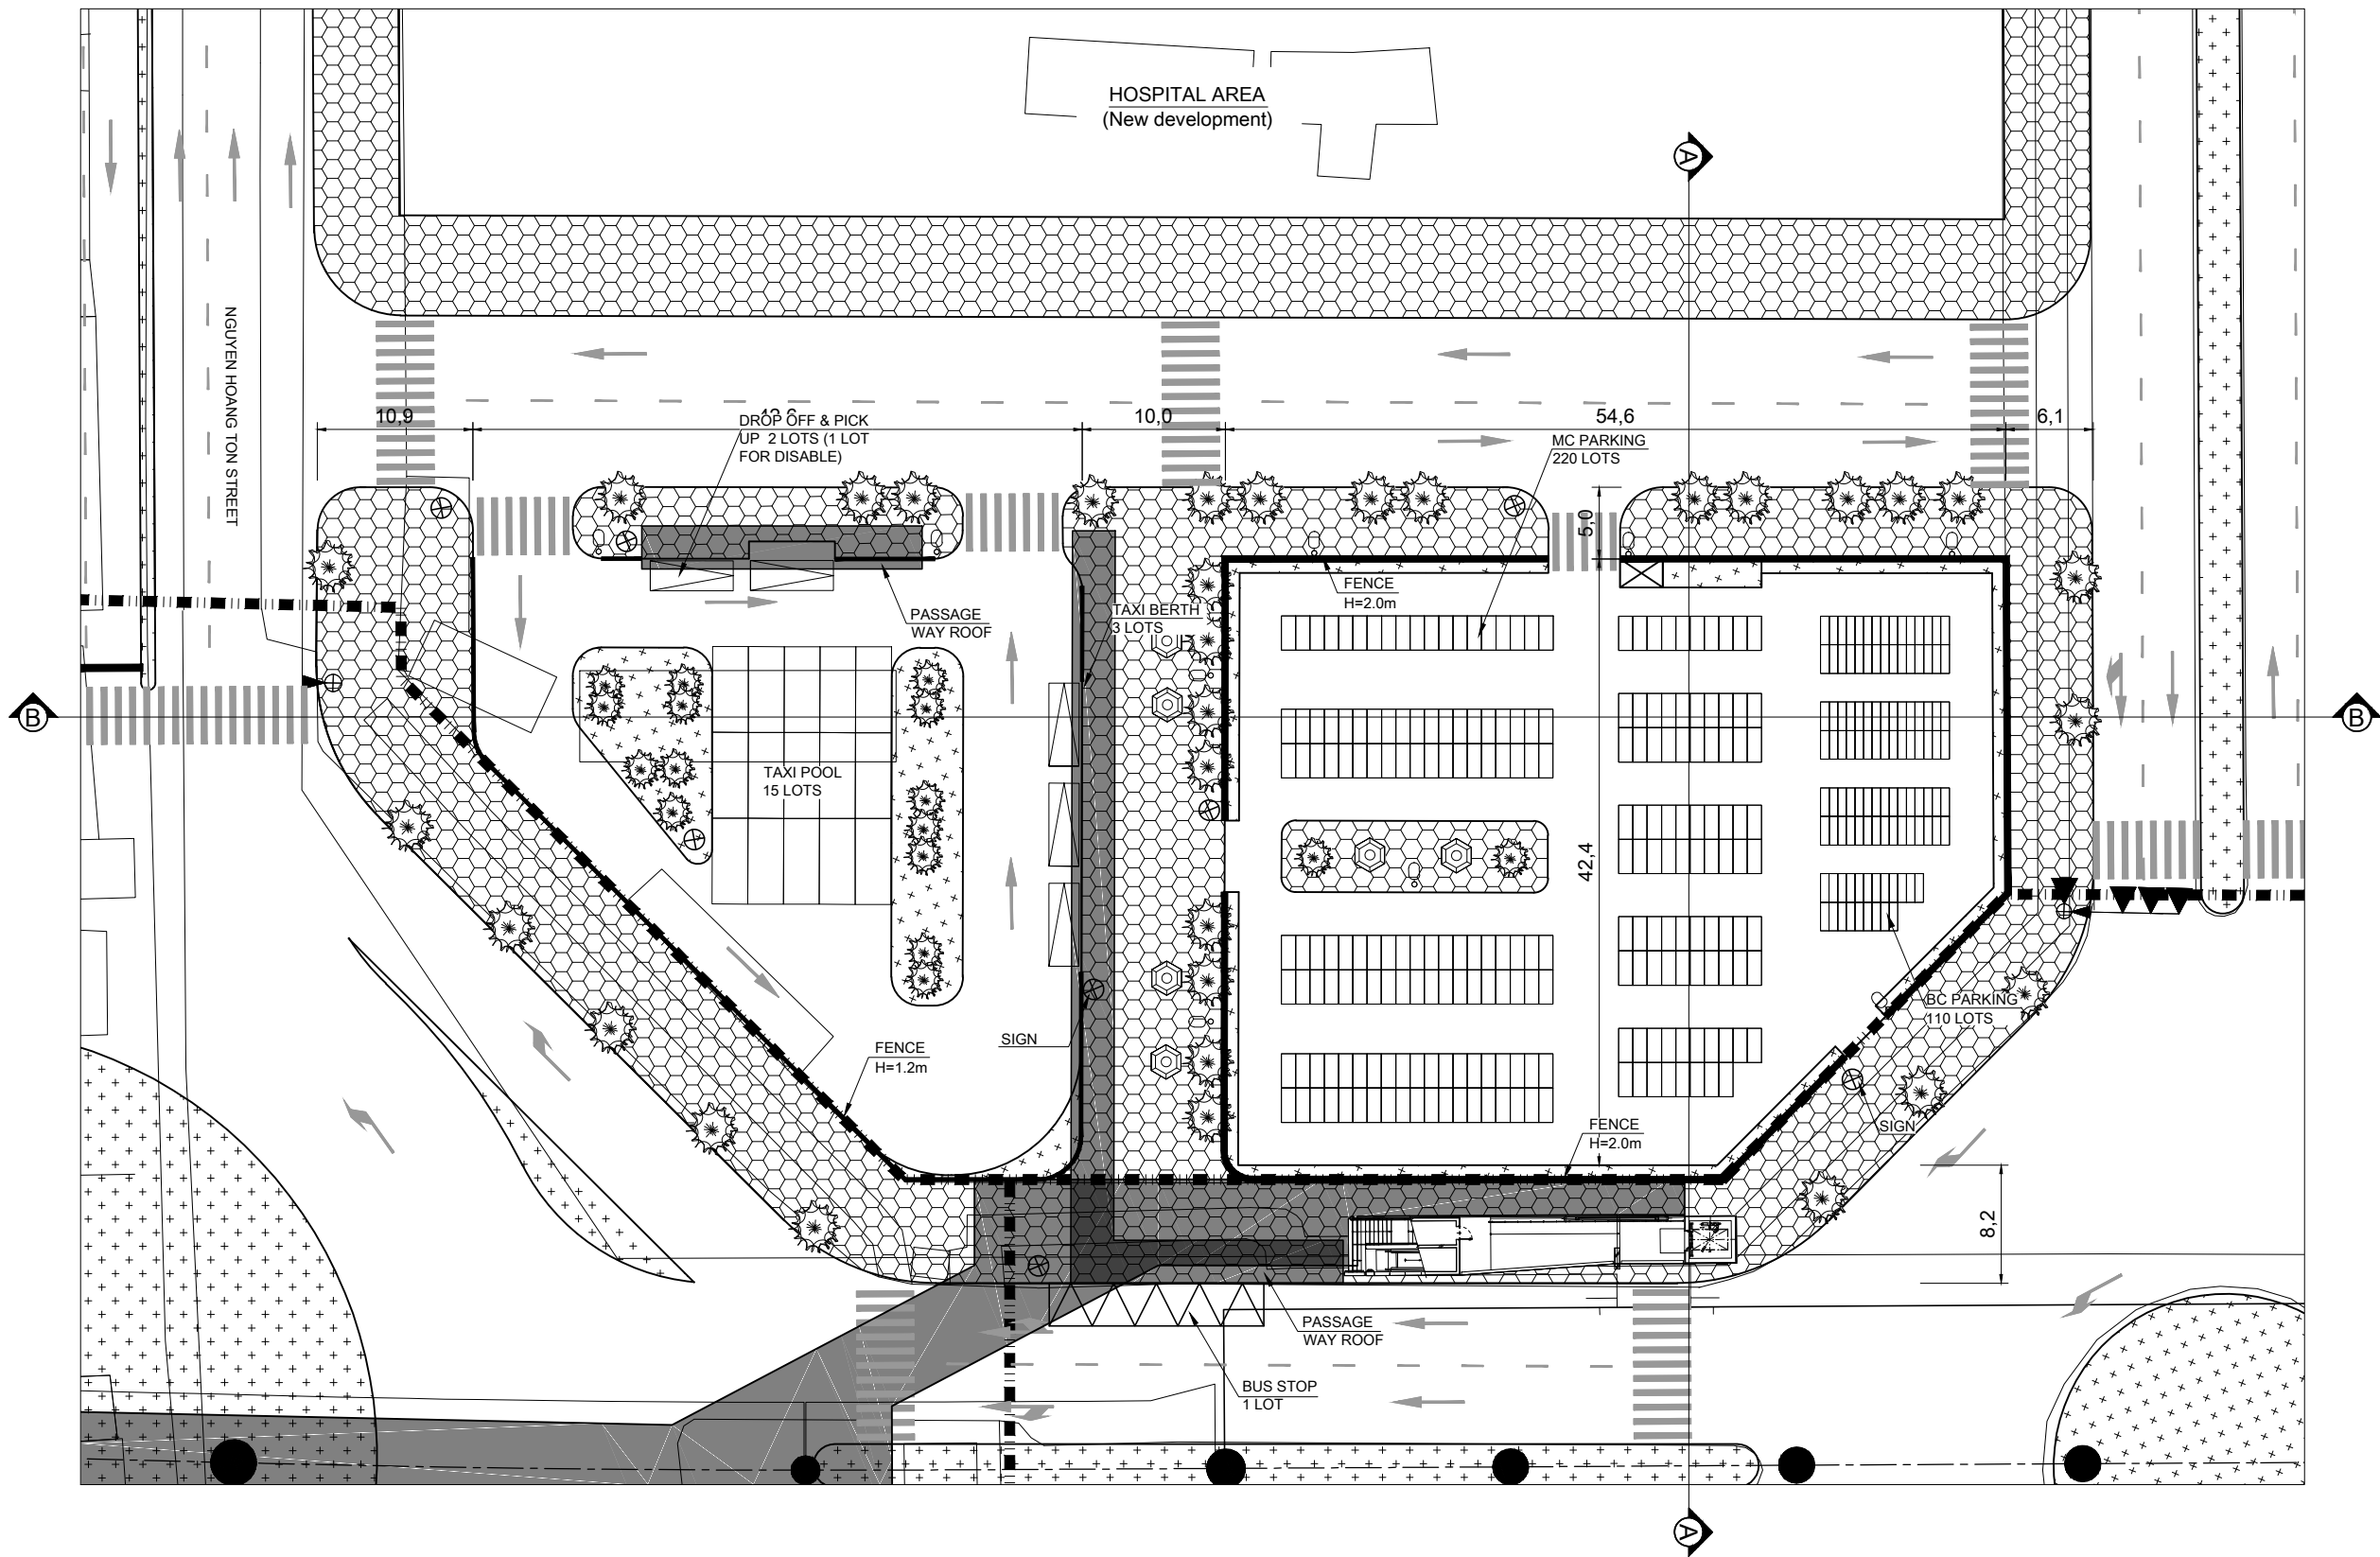 HOSPITAL AREA
(New development)
A
NGUYEN HOANG TON STREET
10,9
DROP OFF & PICK
UP 2 LOTS (1 LOT
FOR DISABLE)
10,0
54,6
6,1
MC PARKING
220 LOTS
5,0
FENCE
H=2.0m
TAXI BERTH
3 LOTS
PASSAGE
WAY ROOF
B
B
TAXI POOL
15 LOTS
42,4
BC PARKING
110 LOTS
SIGN
FENCE
H=1.2m
FENCE
H=2.0m
SIGN
8,2
PASSAGE
WAY ROOF
BUS STOP
1 LOT
A